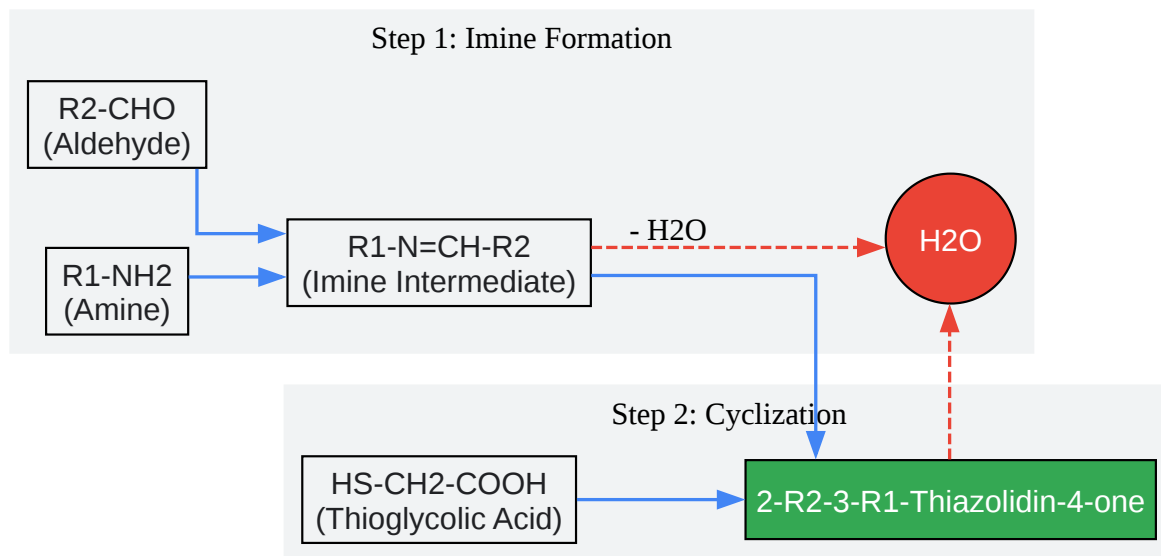 Step 1: Imine Formation
R2-CHO
(Aldehyde)
R1-NH2
(Amine)
R1-N=CH-R2
(Imine Intermediate)
- H2O
H2O
Step 2: Cyclization
HS-CH2-COOH
(Thioglycolic Acid)
2-R2-3-R1-Thiazolidin-4-one